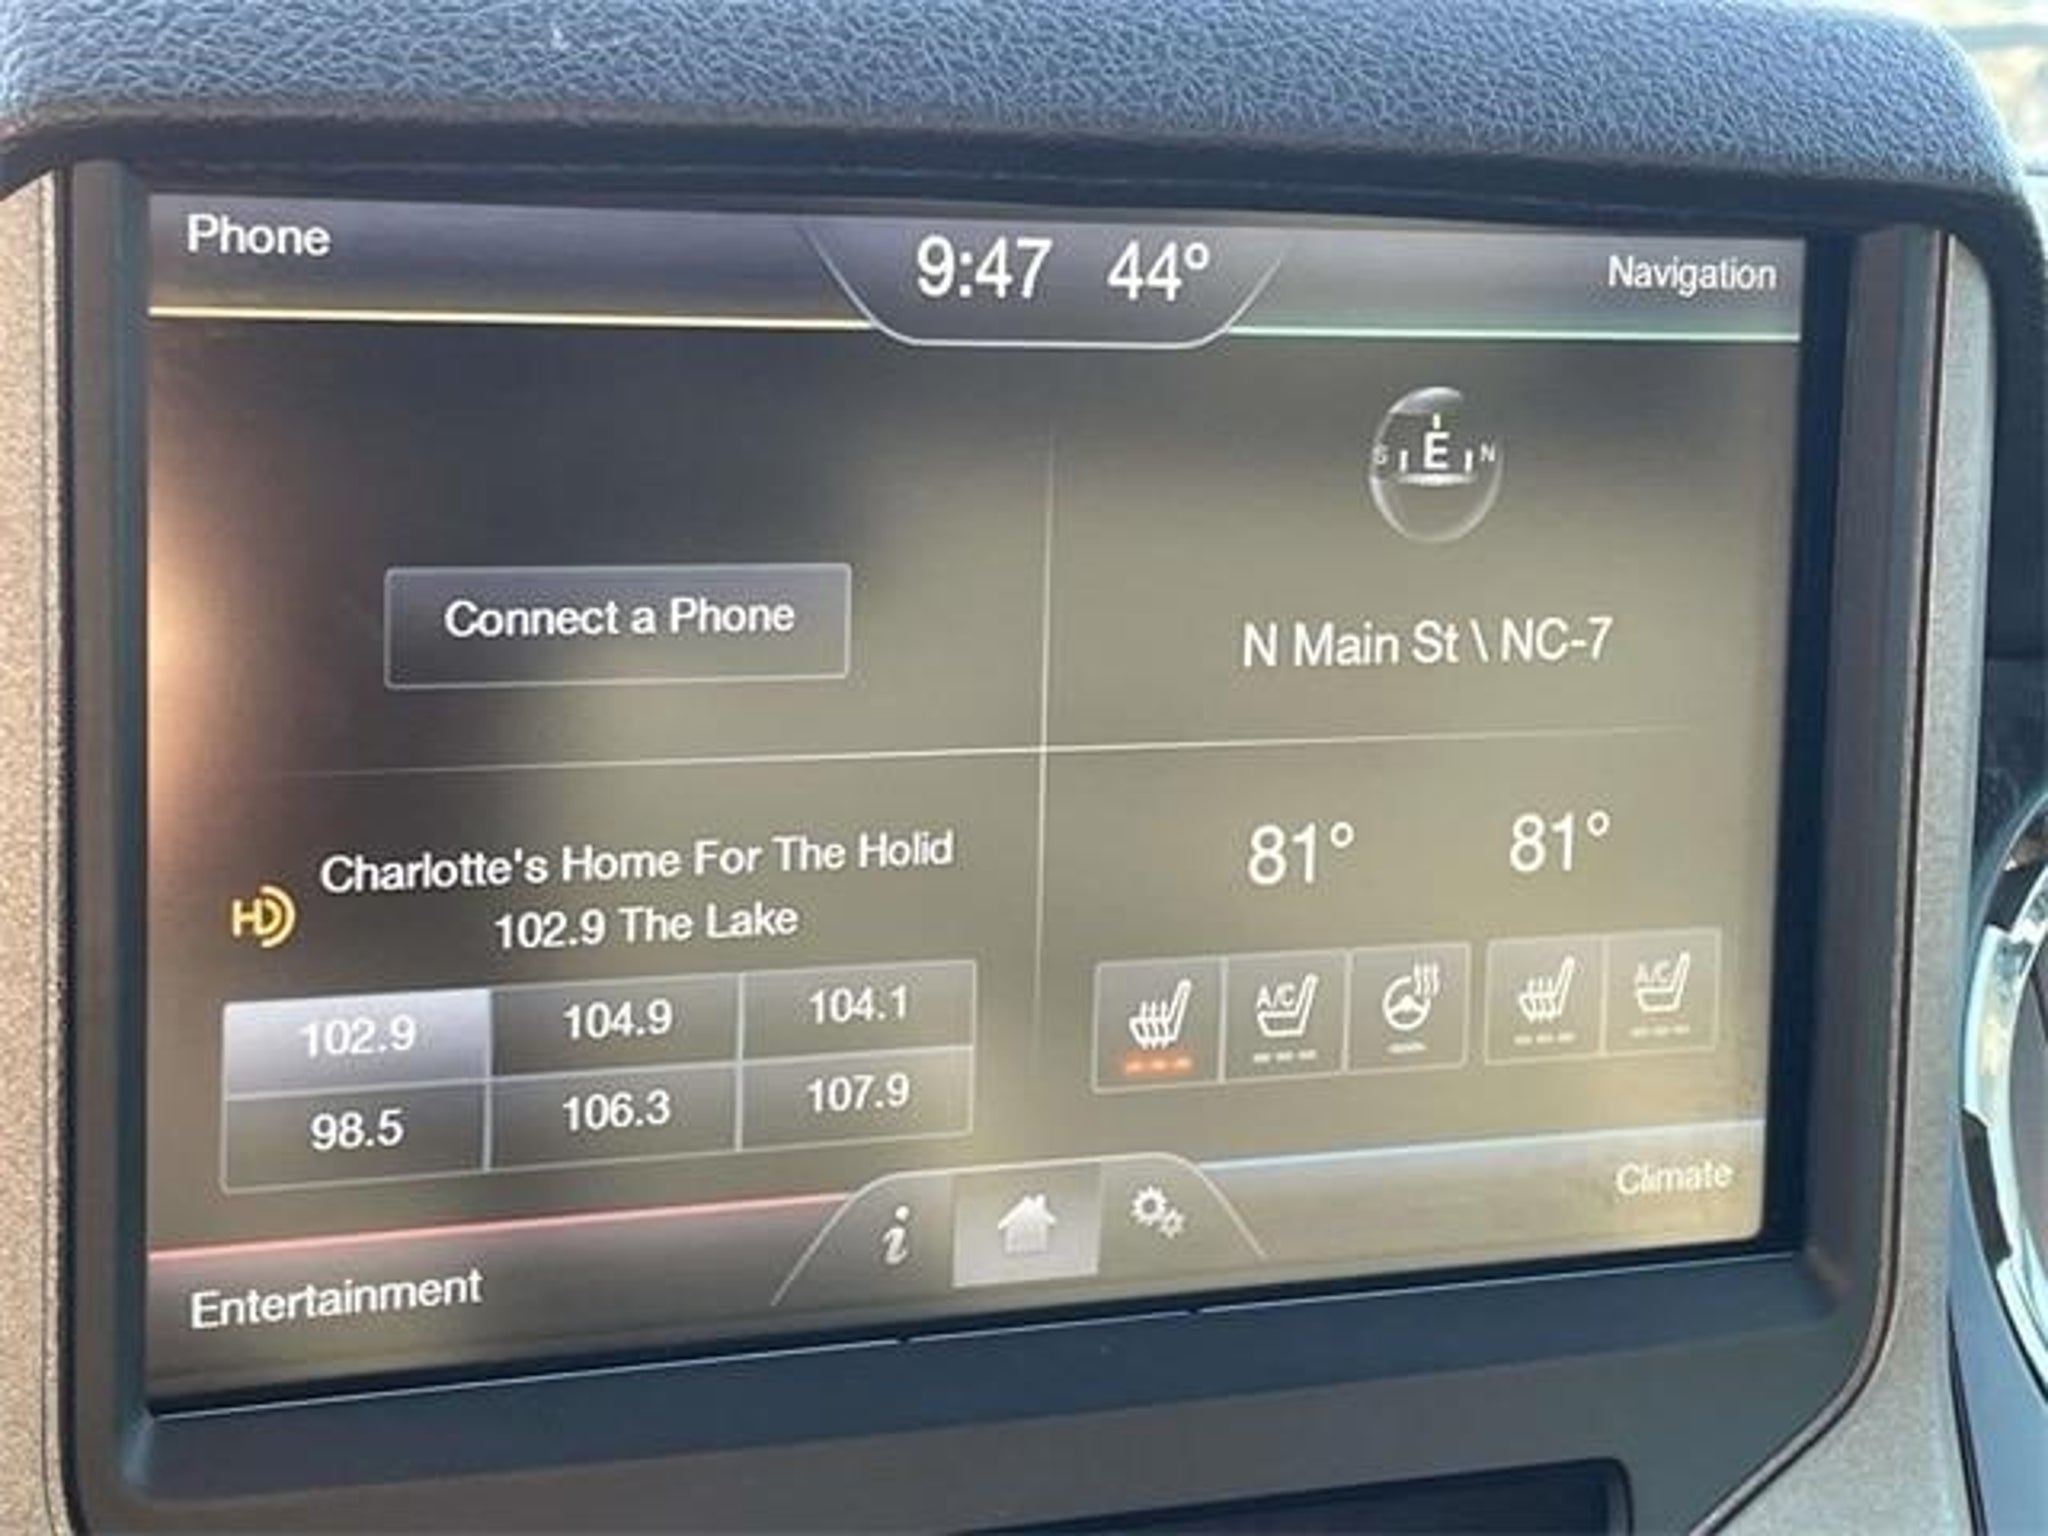 Phone
9:47 44°
Navigation
S E N
Connect a Phone
N Main St \ NC-7
HD
Charlotte's Home For The Holid
102.9 The Lake
102.9 104.9 104.1
98.5 106.3 107.9
81° 81°
A/C A/C
i
Entertainment
Climate